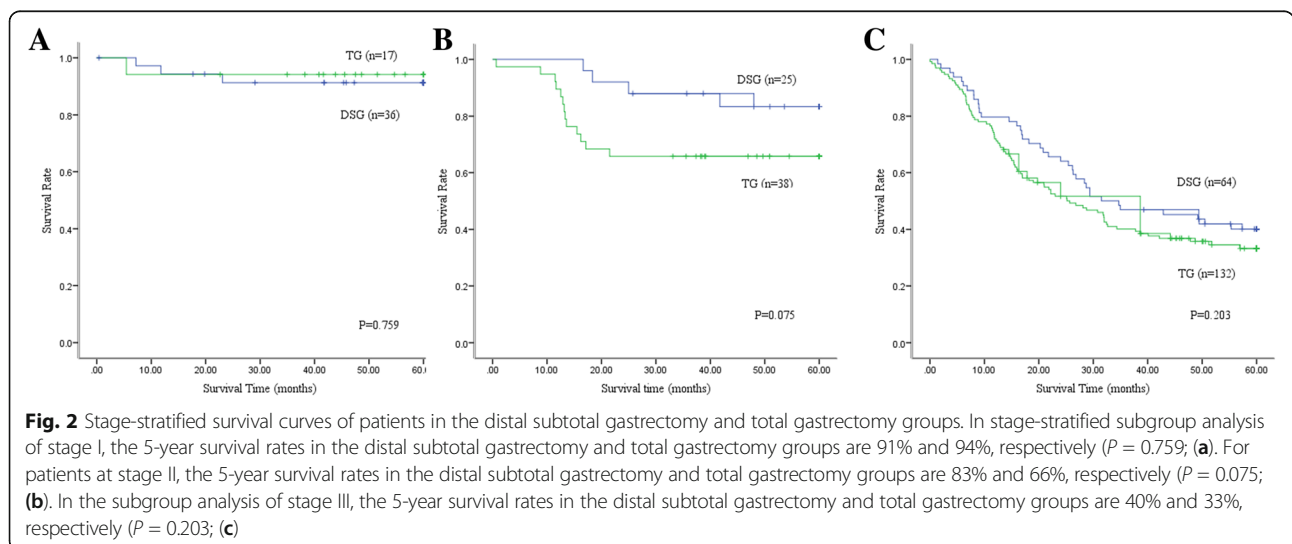 A
TG (n=17)
DSG (n=36)
P=0.759
Survival Rate
1.0
0.8
0.6
0.4
0.2
0.0
.00 10.00 20.00 30.00 40.00 50.00 60.(
Survival Time (months)
B
DSG (n=25)
TG (n=38)
P=0.075
Survival Rate
1.0
0.8
0.6
0.4
0.2
0.0
.00 10.00 20.00 30.00 40.00 50.00 60.00
Survival time (months)
C
DSG (n=64)
TG (n=132)
P=0.203
Survival Rate
1.0
0.8
0.6
0.4
0.2
0.0
.00 10.00 20.00 30.00 40.00 50.00 60.00
Survival Time (months)
Fig. 2 Stage-stratified survival curves of patients in the distal subtotal gastrectomy and total gastrectomy groups. In stage-stratified subgroup analysis
of stage I, the 5-year survival rates in the distal subtotal gastrectomy and total gastrectomy groups are 91% and 94%, respectively (P = 0.759; (a). For
patients at stage II, the 5-year survival rates in the distal subtotal gastrectomy and total gastrectomy groups are 83% and 66%, respectively (P = 0.075;
(b). In the subgroup analysis of stage III, the 5-year survival rates in the distal subtotal gastrectomy and total gastrectomy groups are 40% and 33%,
respectively (P = 0.203; (c)